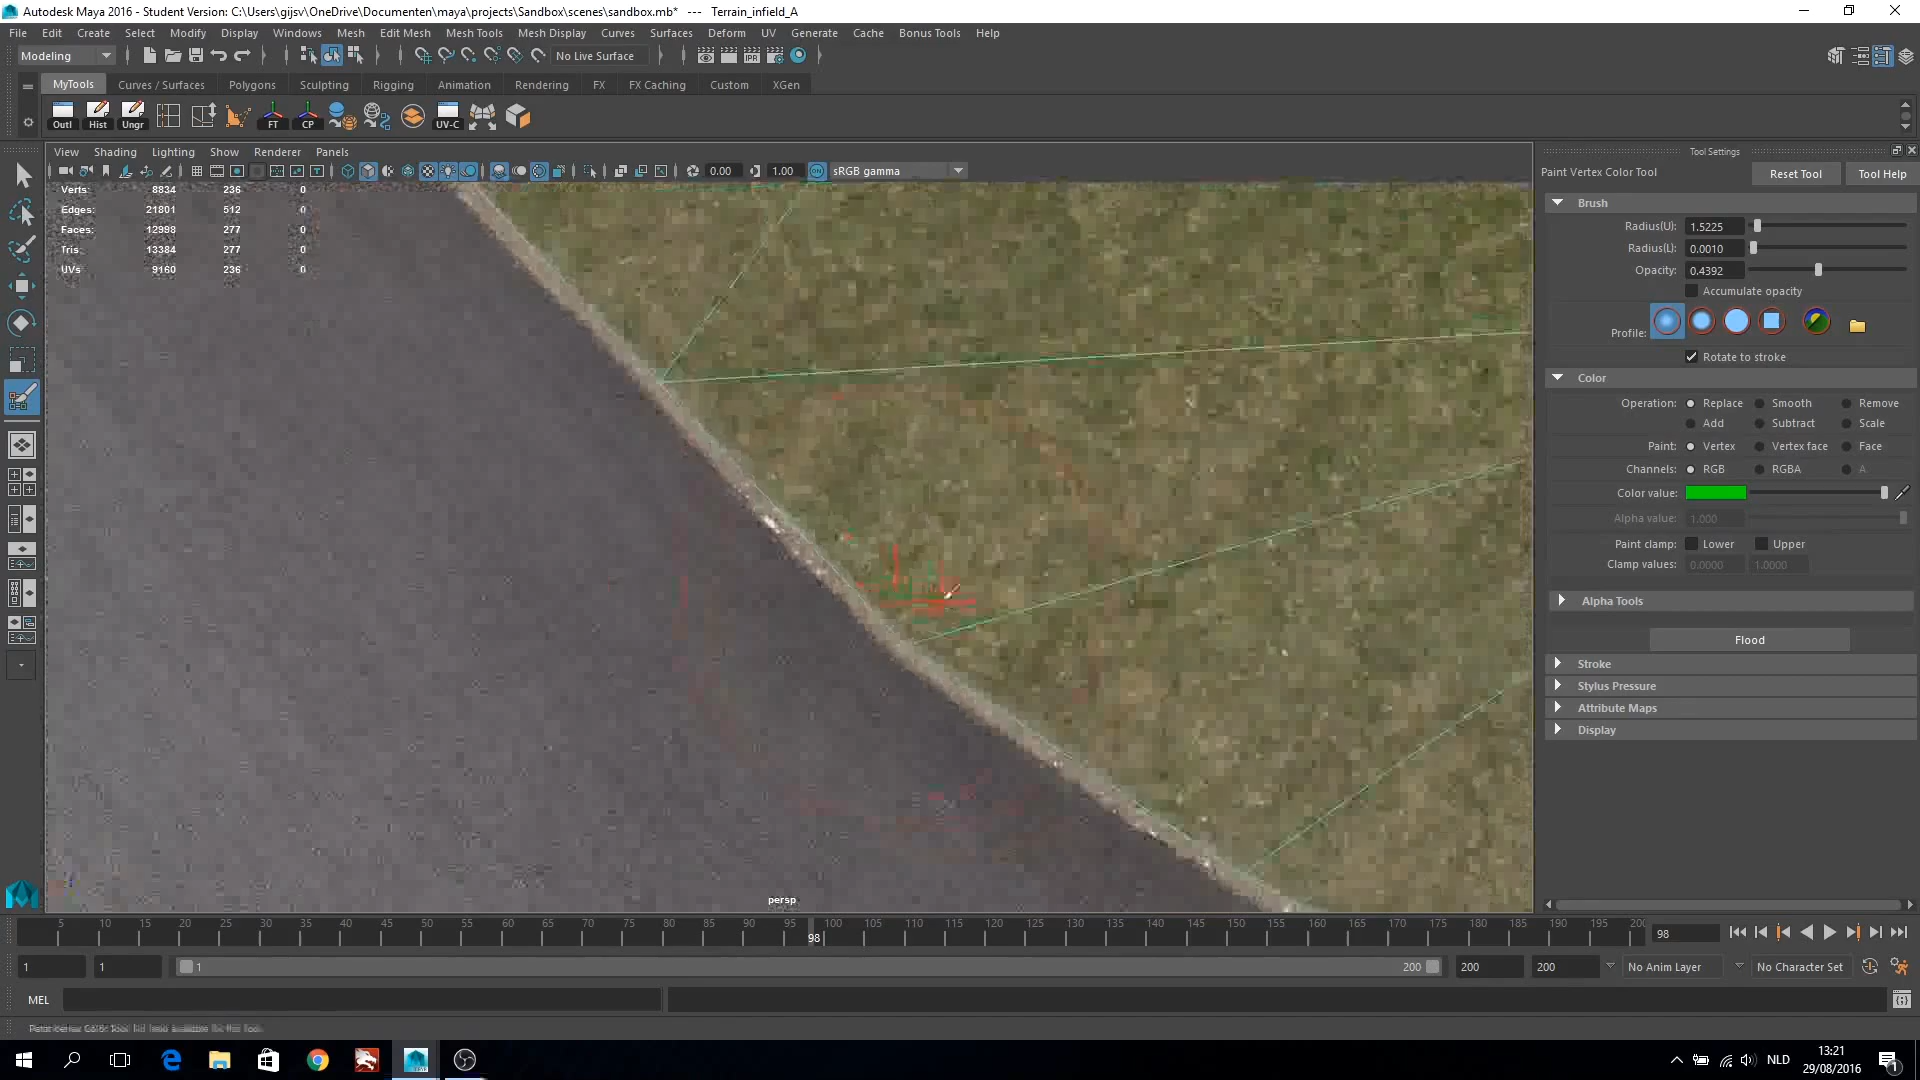 Autodesk Maya 2016 - Student Version: C:\Users\gijsv\OneDrive\Documenten\maya\projects\Sandbox\scenes\sandbox.mb* --- Terrain_infield_A
File Edit Create Select Modify Display Windows Mesh Edit Mesh Mesh Tools Mesh Display Curves Surfaces Deform UV Generate Cache Bonus Tools Help
Modeling No Live Surface
MyTools Curves / Surfaces Polygons Sculpting Rigging Animation Rendering FX FX Caching Custom XGen
Outl Hist Ungr FT CP UV-C
View Shading Lighting Show Renderer Panels
0.00 1.00 ON sRGB gamma
Verts: 8834 236 0
Edges: 21801 512 0
Faces: 12998 277 0
Tris: 13384 277 0
UVs 9160 236 0
persp
Tool Settings
Paint Vertex Color Tool Reset Tool Tool Help
Brush
Radius(U): 1.5225
Radius(L): 0.0010
Opacity: 0.4392
Accumulate opacity
Profile:
Rotate to stroke
Color
Operation: Replace Smooth Remove
Add Subtract Scale
Paint: Vertex Vertex face Face
Channels: RGB RGBA A
Color value:
Alpha value: 1.000
Paint clamp: Lower Upper
Clamp values: 0.0000 1.0000
Alpha Tools
Flood
Stroke
Stylus Pressure
Attribute Maps
Display
5 10 15 20 25 30 35 40 45 50 55 60 65 70 75 80 85 90 95 100 105 110 115 120 125 130 135 140 145 150 155 160 165 170 175 180 185 190 195 200
98 98
1 1 1 200 200 200 No Anim Layer No Character Set
MEL
NLD 13:21
29/08/2016 1